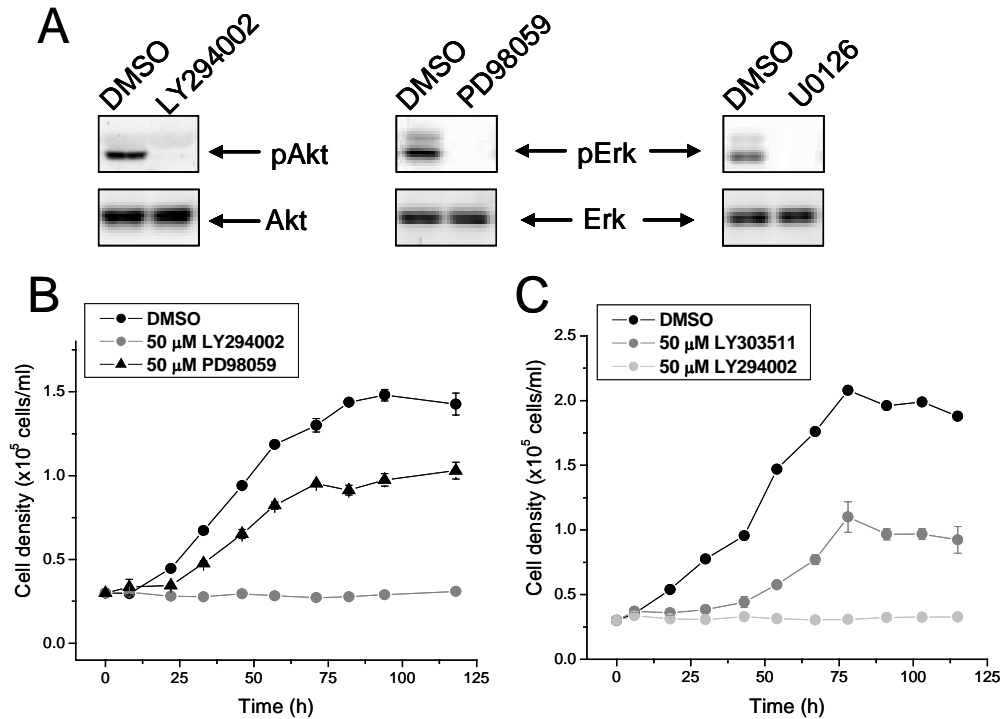 A
DMSO
LY294002
DMSO
PD98059
DMSO
U0126
pAkt
pErk
Akt
Erk
B
DMSO
50 μM LY294002
50 μM PD98059
Cell density (x10⁵ cells/ml)
1.5
1.0
0.5
0.0
0 25 50 75 100 125
Time (h)
C
DMSO
50 μM LY303511
50 μM LY294002
Cell density (x10⁵ cells/ml)
2.5
2.0
1.5
1.0
0.5
0.0
0 25 50 75 100 125
Time (h)